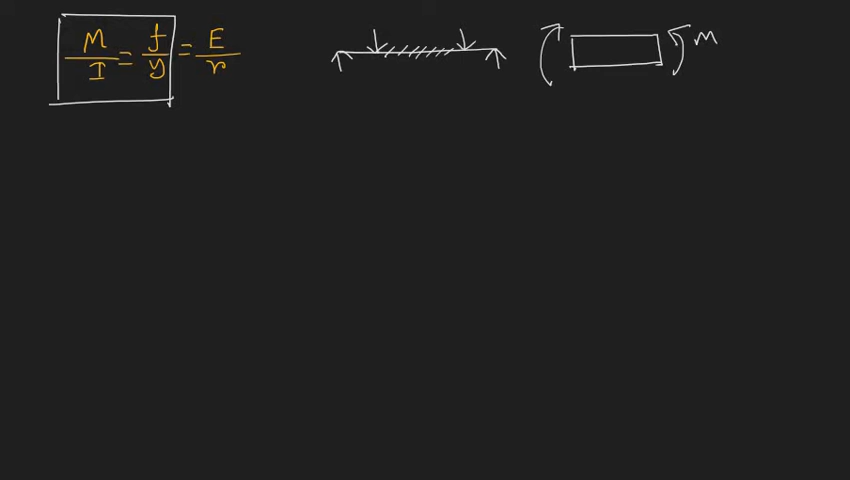 M/I = f/y = E/r
M